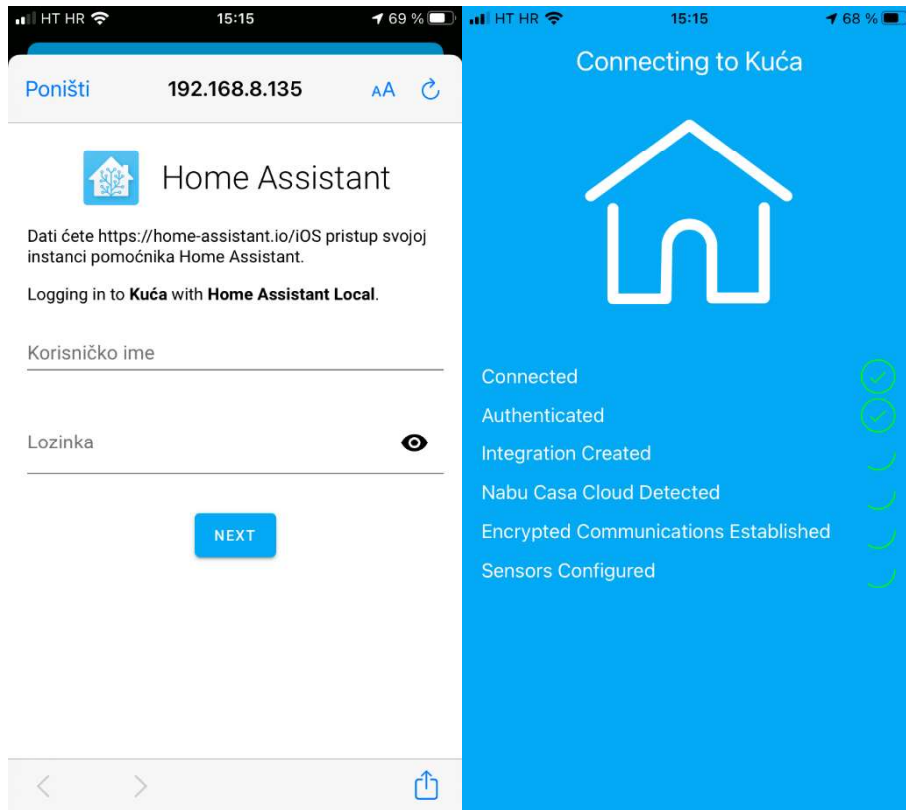 HT HR 15:15 69 %
Poništi 192.168.8.135 AA
Home Assistant
Dati ćete https://home-assistant.io/iOS pristup svojoj
instanci pomoćnika Home Assistant.
Logging in to Kuća with Home Assistant Local.
Korisničko ime
Lozinka
NEXT
HT HR 15:15 68 %
Connecting to Kuća
Connected
Authenticated
Integration Created
Nabu Casa Cloud Detected
Encrypted Communications Established
Sensors Configured